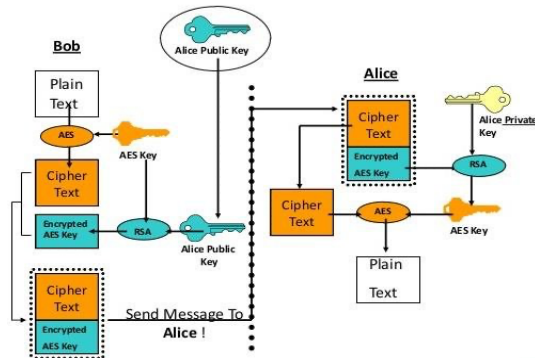 Alice Public Key
Bob
Plain
Text
AES
AES Key
Cipher
Text
Encrypted
AES Key
RSA
Alice Public
Key
Cipher
Text
Encrypted
AES Key
Send Message To
Alice !
Alice
Cipher
Text
Encrypted
AES Key
Alice Private
Key
RSA
Cipher
Text
AES
AES Key
Plain
Text